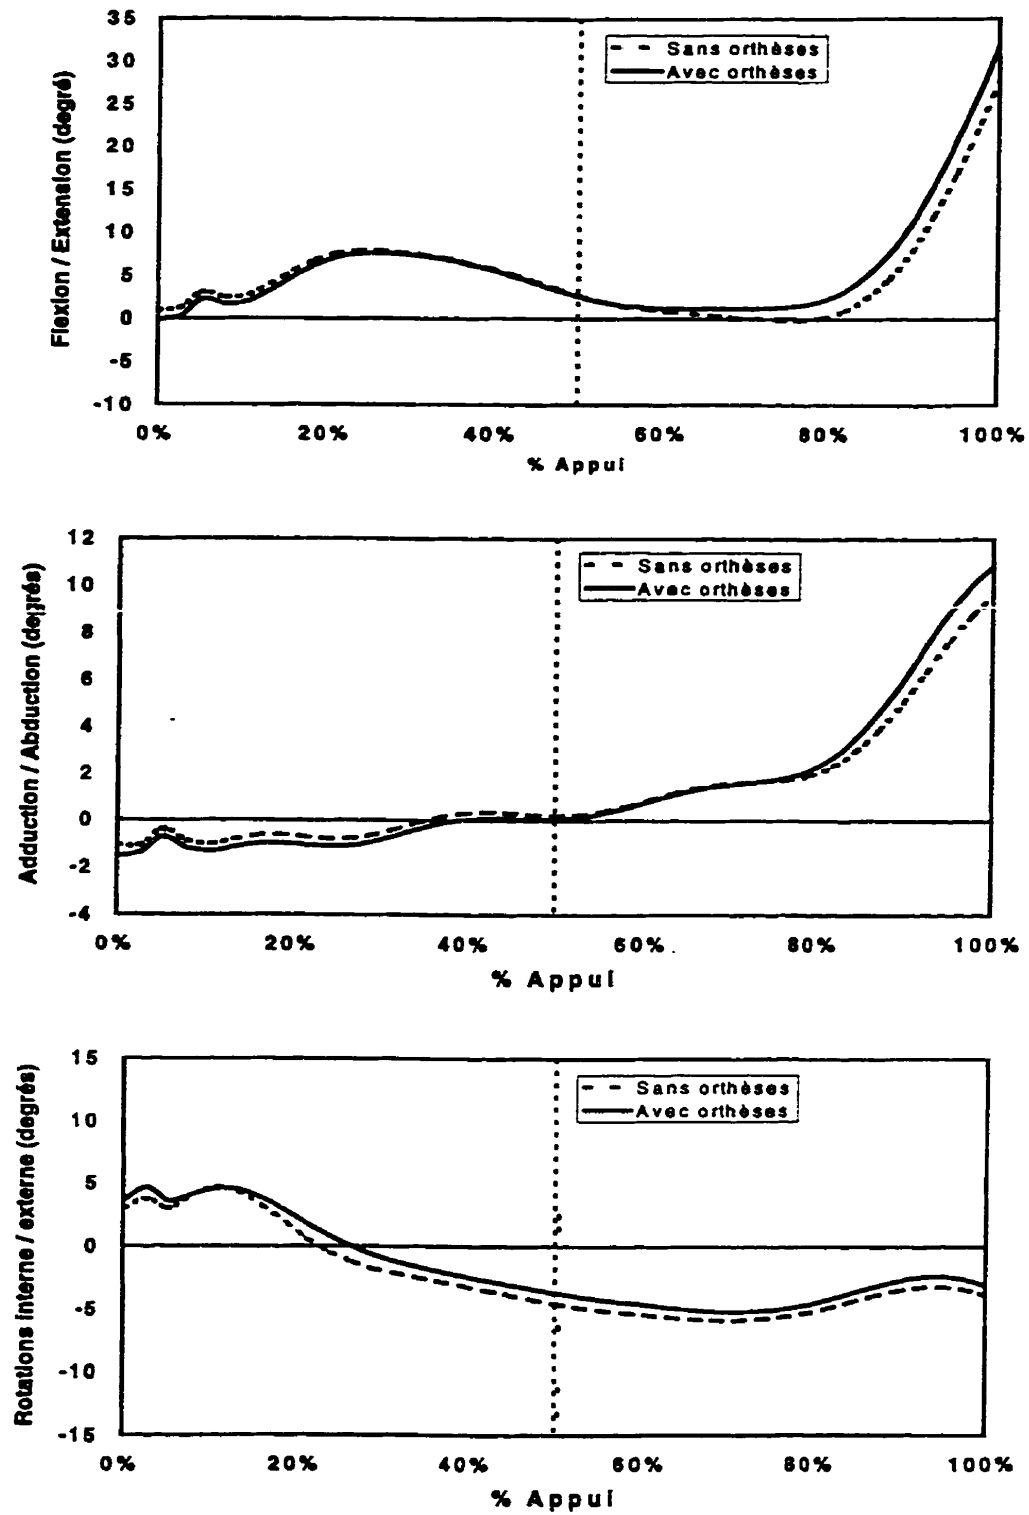 35
30
25
20
15
10
5
0
-5
-10
Flexion / Extension (degré)
Sans orthèses
Avec orthèses
0% 20% 40% 60% 80% 100%
% Appui
12
10
8
6
4
2
0
-2
-4
Adduction / Abduction (degrés)
Sans orthèses
Avec orthèses
0% 20% 40% 60% 80% 100%
% Appui
15
10
5
0
-5
-10
-15
Rotations interne / externe (degrés)
Sans orthèses
Avec orthèses
0% 20% 40% 60% 80% 100%
% Appui